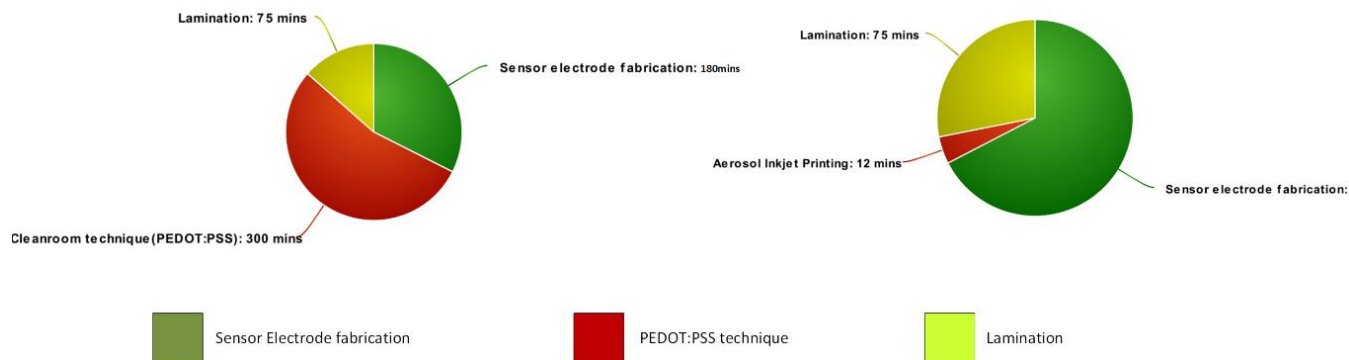 Lamination: 75 mins
Sensor electrode fabrication: 180mins
Cleanroom technique(PEDOT:PSS): 300 mins
Lamination: 75 mins
Aerosol Inkjet Printing: 12 mins
Sensor electrode fabrication:
Sensor Electrode fabrication
PEDOT:PSS technique
Lamination